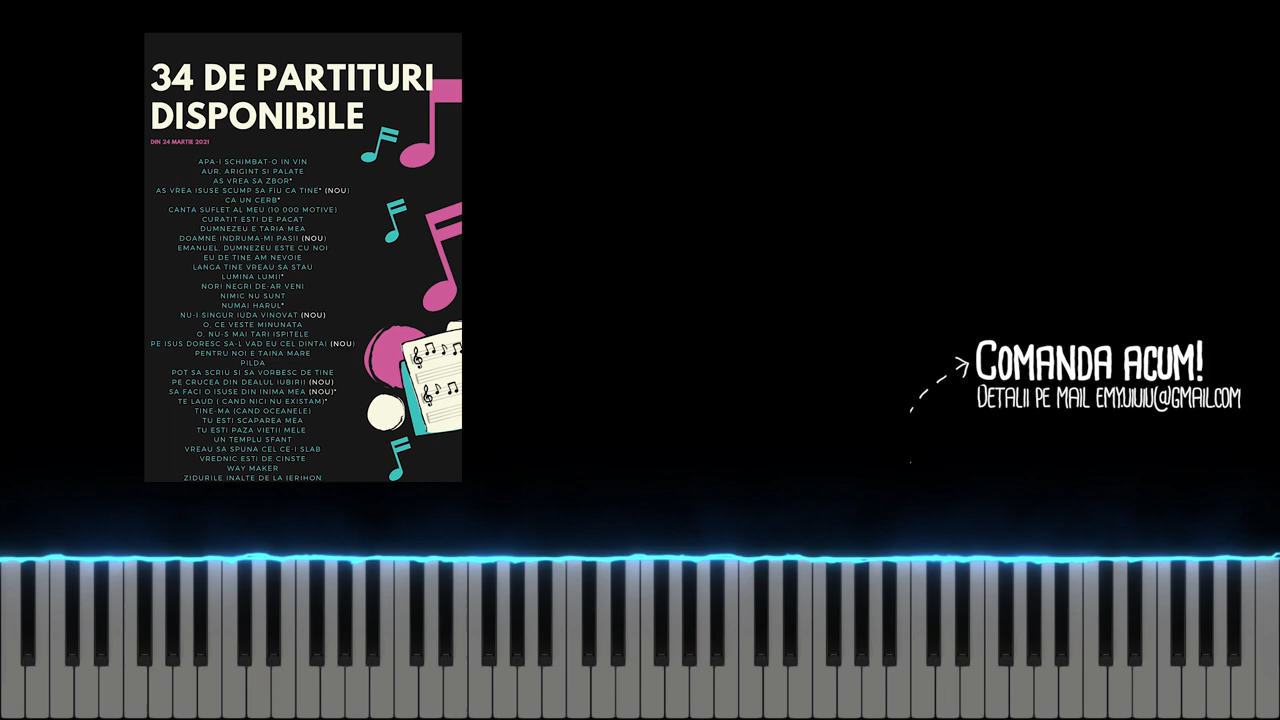 34 DE PARTITURI
DISPONIBILE
DIN 24 MARTIE 2021
APA-I SCHIMBAT-O IN VIN
AUR, ARIGINT SI PALATE
AS VREA SA ZBOR*
AS VREA ISUSE SCUMP SA FIU CA TINE* (NOU)
CA UN CERB*
CANTA SUFLET AL MEU (10 000 MOTIVE)
CURATIT ESTI DE PACAT
DUMNEZEU E TARIA MEA
DOAMNE INDRUMA-MI PASII (NOU)
EMANUEL, DUMNEZEU ESTE CU NOI
EU DE TINE AM NEVOIE
LANGA TINE VREAU SA STAU
LUMINA LUMII*
NORI NEGRI DE-AR VENI
NIMIC NU SUNT
NUMAI HARUL*
NU-I SINGUR IUDA VINOVAT (NOU)
O, CE VESTE MINUNATA
O, NU-S MAI TARI ISPITELE
PE ISUS DORESC SA-L VAD EU CEL DINTAI (NOU)
PENTRU NOI E TAINA MARE
PILDA
POT SA SCRIU SI SA VORBESC DE TINE
PE CRUCEA DIN DEALUL IUBIRII (NOU)
SA FACI O ISUSE DIN INIMA MEA (NOU)*
TE LAUD ( CAND NICI NU EXISTAM)*
TINE-MA (CAND OCEANELE)
TU ESTI SCAPAREA MEA
TU ESTI PAZA VIETII MELE
UN TEMPLU SFANT
VREAU SA SPUNA CEL CE-I SLAB
VREDNIC ESTI DE CINSTE
WAY MAKER
ZIDURILE INALTE DE LA IERIHON
COMANDA ACUM!
DETALII PE MAIL